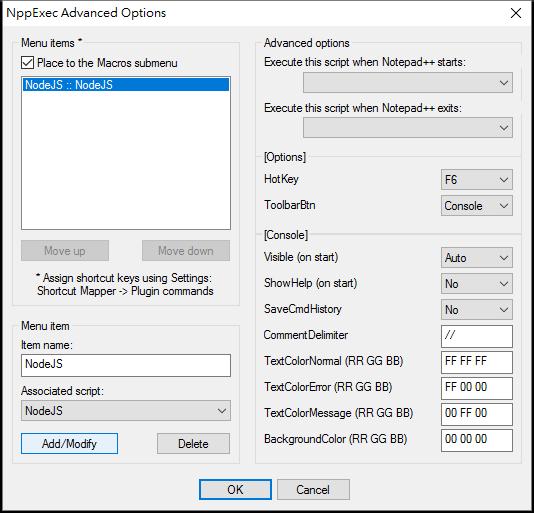 NppExec Advanced Options
Menu items *
Place to the Macros submenu
NodeJS :: NodeJS
Move up
Move down
* Assign shortcut keys using Settings:
Shortcut Mapper -> Plugin commands
Menu item
Item name:
NodeJS
Associated script:
NodeJS
Add/Modify
Delete
Advanced options
Execute this script when Notepad++ starts:
Execute this script when Notepad++ exits:
[Options]
HotKey
F6
ToolbarBtn
Console
[Console]
Visible (on start)
Auto
ShowHelp (on start)
No
SaveCmdHistory
No
CommentDelimiter
//
TextColorNormal (RR GG BB)
FF FF FF
TextColorError (RR GG BB)
FF 00 00
TextColorMessage (RR GG BB)
00 FF 00
BackgroundColor (RR GG BB)
00 00 00
OK
Cancel